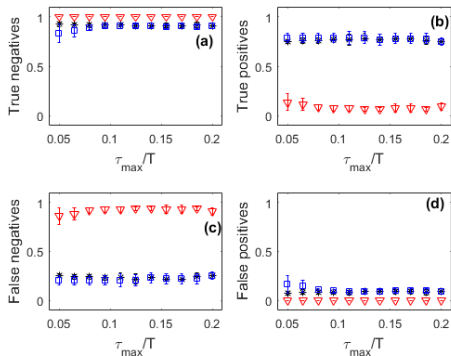 True negatives
1
0.5
0
(a)
0.05
0.1
0.15
0.2
τmax/T
True positives
1
0.5
0
(b)
0.05
0.1
0.15
0.2
τmax/T
False negatives
1
0.5
0
(c)
0.05
0.1
0.15
0.2
τmax/T
False positives
1
0.5
0
(d)
0.05
0.1
0.15
0.2
τmax/T